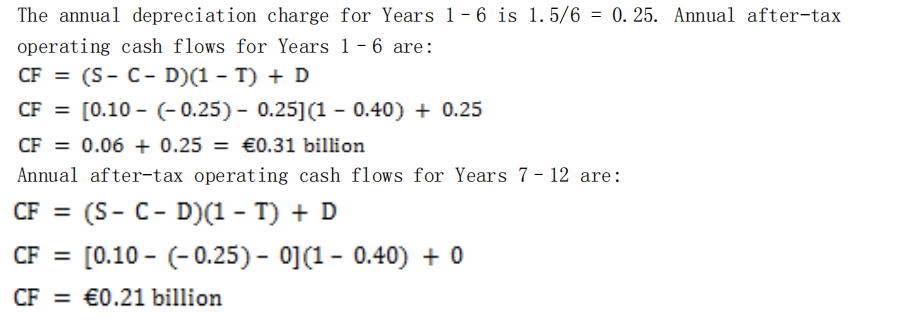 The annual depreciation charge for Years 1-6 is 1.5/6 = 0.25. Annual after-tax
operating cash flows for Years 1-6 are:
CF = (S - C - D)(1 - T) + D
CF = [0.10 - (-0.25) - 0.25](1 - 0.40) + 0.25
CF = 0.06 + 0.25 = €0.31 billion
Annual after-tax operating cash flows for Years 7-12 are:
CF = (S - C - D)(1 - T) + D
CF = [0.10 - (-0.25) - 0](1 - 0.40) + 0
CF = €0.21 billion